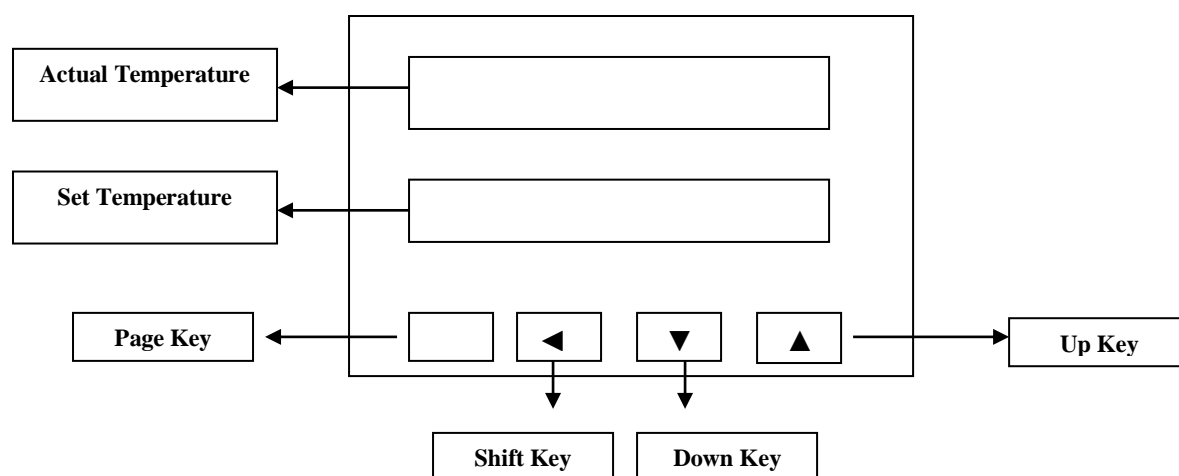 Actual Temperature
Set Temperature
Page Key
◄
▼
▲
Up Key
Shift Key
Down Key